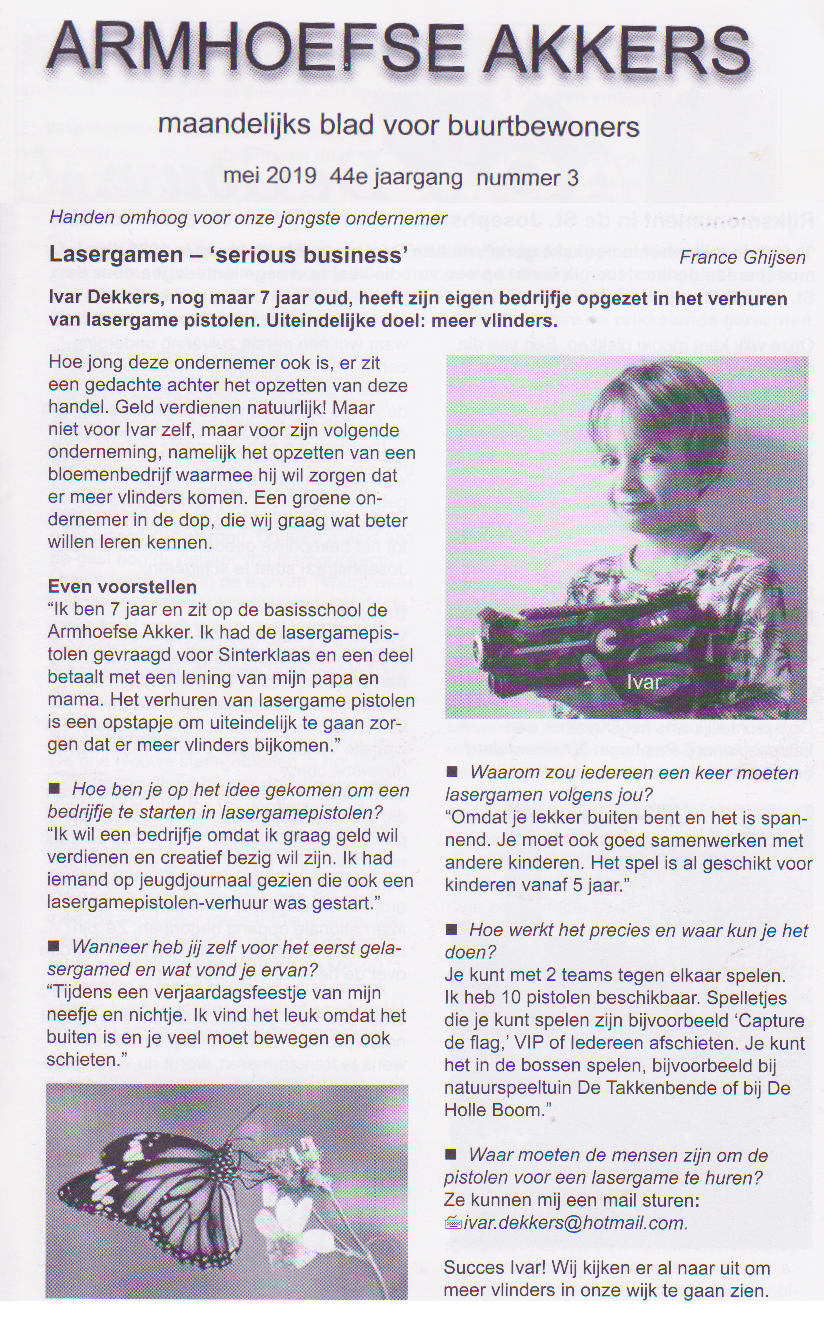 ARMHOEFSE AKKERS
maandelijks blad voor buurtbewoners
mei 2019 44e jaargang nummer 3
Handen omhoog voor onze jongste ondernemer
Lasergamen – ‘serious business’ France Ghijsen
Ivar Dekkers, nog maar 7 jaar oud, heeft zijn eigen bedrijfje opgezet in het verhuren
van lasergame pistolen. Uiteindelijke doel: meer vlinders.
Hoe jong deze ondernemer ook is, er zit
een gedachte achter het opzetten van deze
handel. Geld verdienen natuurlijk! Maar
niet voor Ivar zelf, maar voor zijn volgende
onderneming, namelijk het opzetten van een
bloemenbedrijf waarmee hij wil zorgen dat
er meer vlinders komen. Een groene on-
dernemer in de dop, die wij graag wat beter
willen leren kennen.
Even voorstellen
“Ik ben 7 jaar en zit op de basisschool de
Armhoefse Akker. Ik had de lasergamepis-
tolen gevraagd voor Sinterklaas en een deel
betaalt met een lening van mijn papa en
mama. Het verhuren van lasergame pistolen
is een opstapje om uiteindelijk te gaan zor-
gen dat er meer vlinders bijkomen.”
■ Hoe ben je op het idee gekomen om een
bedrijfje te starten in lasergamepistolen?
“Ik wil een bedrijfje omdat ik graag geld wil
verdienen en creatief bezig wil zijn. Ik had
iemand op jeugdjournaal gezien die ook een
lasergamepistolen-verhuur was gestart.”
■ Wanneer heb jij zelf voor het eerst gela-
sergamed en wat vond je ervan?
“Tijdens een verjaardagsfeestje van mijn
neefje en nichtje. Ik vind het leuk omdat het
buiten is en je veel moet bewegen en ook
schieten.”
Ivar
■ Waarom zou iedereen een keer moeten
lasergamen volgens jou?
“Omdat je lekker buiten bent en het is span-
nend. Je moet ook goed samenwerken met
andere kinderen. Het spel is al geschikt voor
kinderen vanaf 5 jaar.”
■ Hoe werkt het precies en waar kun je het
doen?
Je kunt met 2 teams tegen elkaar spelen.
Ik heb 10 pistolen beschikbaar. Spelletjes
die je kunt spelen zijn bijvoorbeeld ‘Capture
de flag,’ VIP of Iedereen afschieten. Je kunt
het in de bossen spelen, bijvoorbeeld bij
natuurspeeltuin De Takkenbende of bij De
Holle Boom.”
■ Waar moeten de mensen zijn om de
pistolen voor een lasergame te huren?
Ze kunnen mij een mail sturen:
ivar.dekkers@hotmail.com.
Succes Ivar! Wij kijken er al naar uit om
meer vlinders in onze wijk te gaan zien.